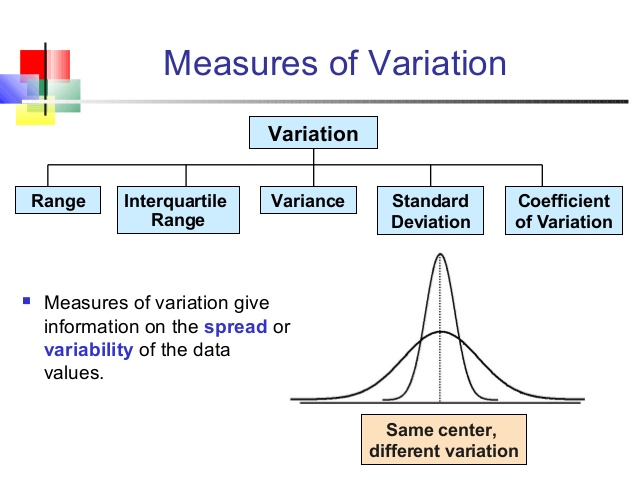 Measures of Variation
Variation
Range
Interquartile
Range
Variance
Standard
Deviation
Coefficient
of Variation
Measures of variation give
information on the spread or
variability of the data
values.
Same center,
different variation